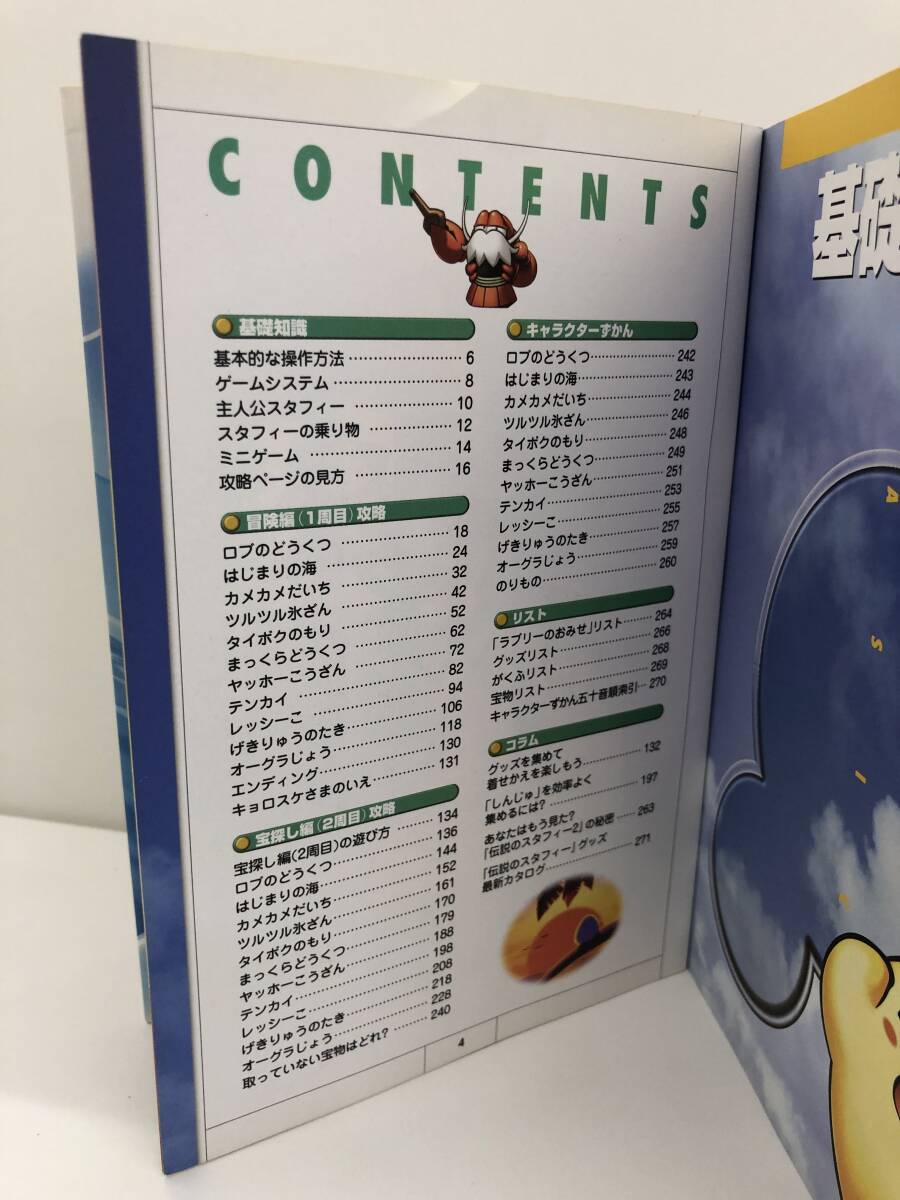 CONTENTS
基礎知識
基本的な操作方法 6
ゲームシステム 8
主人公スタフィー 10
スタフィーの乗り物 12
ミニゲーム 14
攻略ページの見方 16
冒険編(1周目)攻略
ロブのどうくつ 18
はじまりの海 24
カメカメだいち 32
ツルツル氷ざん 42
タイボクのもり 52
まっくらどうくつ 62
ヤッホーこうざん 72
テンカイ 82
レッシーこ 94
げきりゅうのたき 106
オーグラじょう 118
エンディング 130
キョロスケさまのいえ 131
宝探し編(2周目)攻略
宝探し編(2周目)の遊び方 134
ロブのどうくつ 136
はじまりの海 144
カメカメだいち 152
ツルツル氷ざん 161
タイボクのもり 170
まっくらどうくつ 179
ヤッホーこうざん 188
テンカイ 198
レッシーこ 208
げきりゅうのたき 218
オーグラじょう 228
取っていない宝物はどれ? 240
キャラクターずかん
ロブのどうくつ 242
はじまりの海 243
カメカメだいち 244
ツルツル氷ざん 246
タイボクのもり 248
まっくらどうくつ 249
ヤッホーこうざん 251
テンカイ 253
レッシーこ 255
げきりゅうのたき 257
オーグラじょう 259
のりもの 260
リスト
「ラブリーのおみせ」リスト 264
グッズリスト 266
がくふリスト 268
宝物リスト 269
キャラクターずかん五十音順索引 270
コラム
グッズを集めて
着せかえを楽しもう 132
「しんじゅ」を効率よく
集めるには? 197
あなたはもう見た?
「伝説のスタフィー2」の秘密 263
「伝説のスタフィー」グッズ
最新カタログ 271
4
基礎
A
S
I